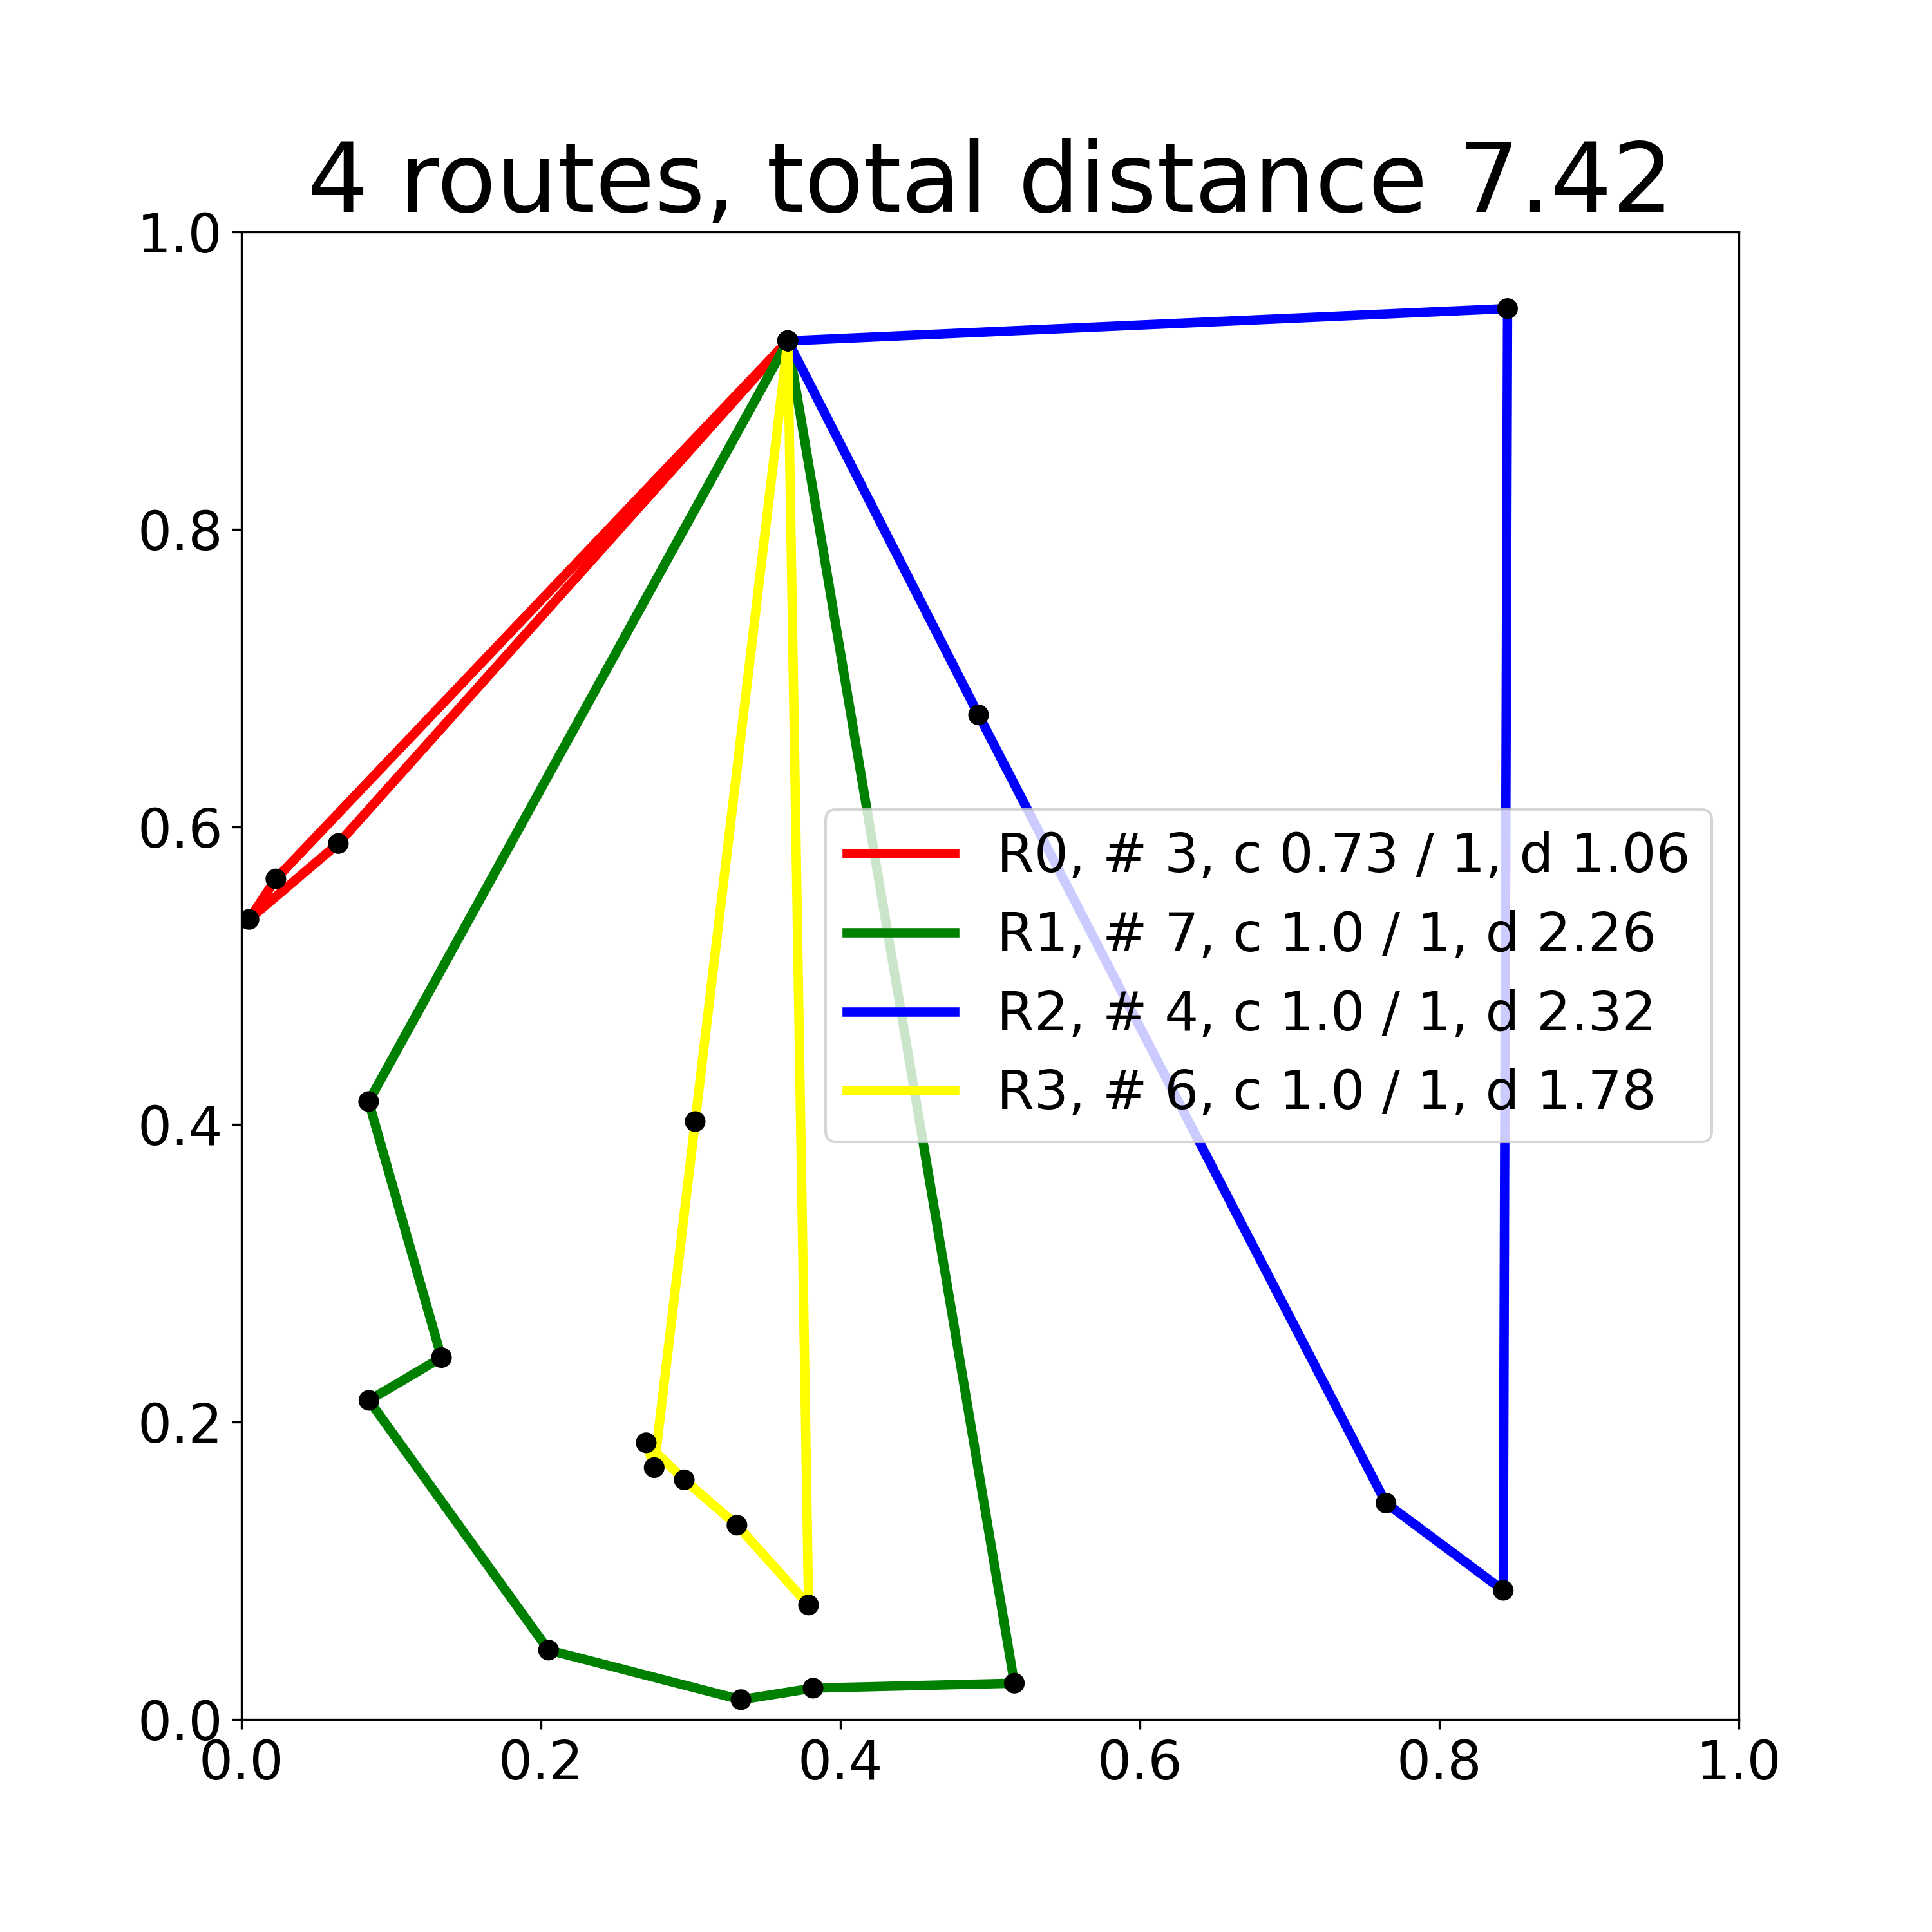 4 routes, total distance 7.42
1.0
0.8
0.6
0.4
0.2
0.0
R0, # 3, c 0.73 / 1, d 1.06
R1, # 7, c 1.0 / 1, d 2.26
R2, # 4, c 1.0 / 1, d 2.32
R3, # 6, c 1.0 / 1, d 1.78
0.0 0.2 0.4 0.6 0.8 1.0